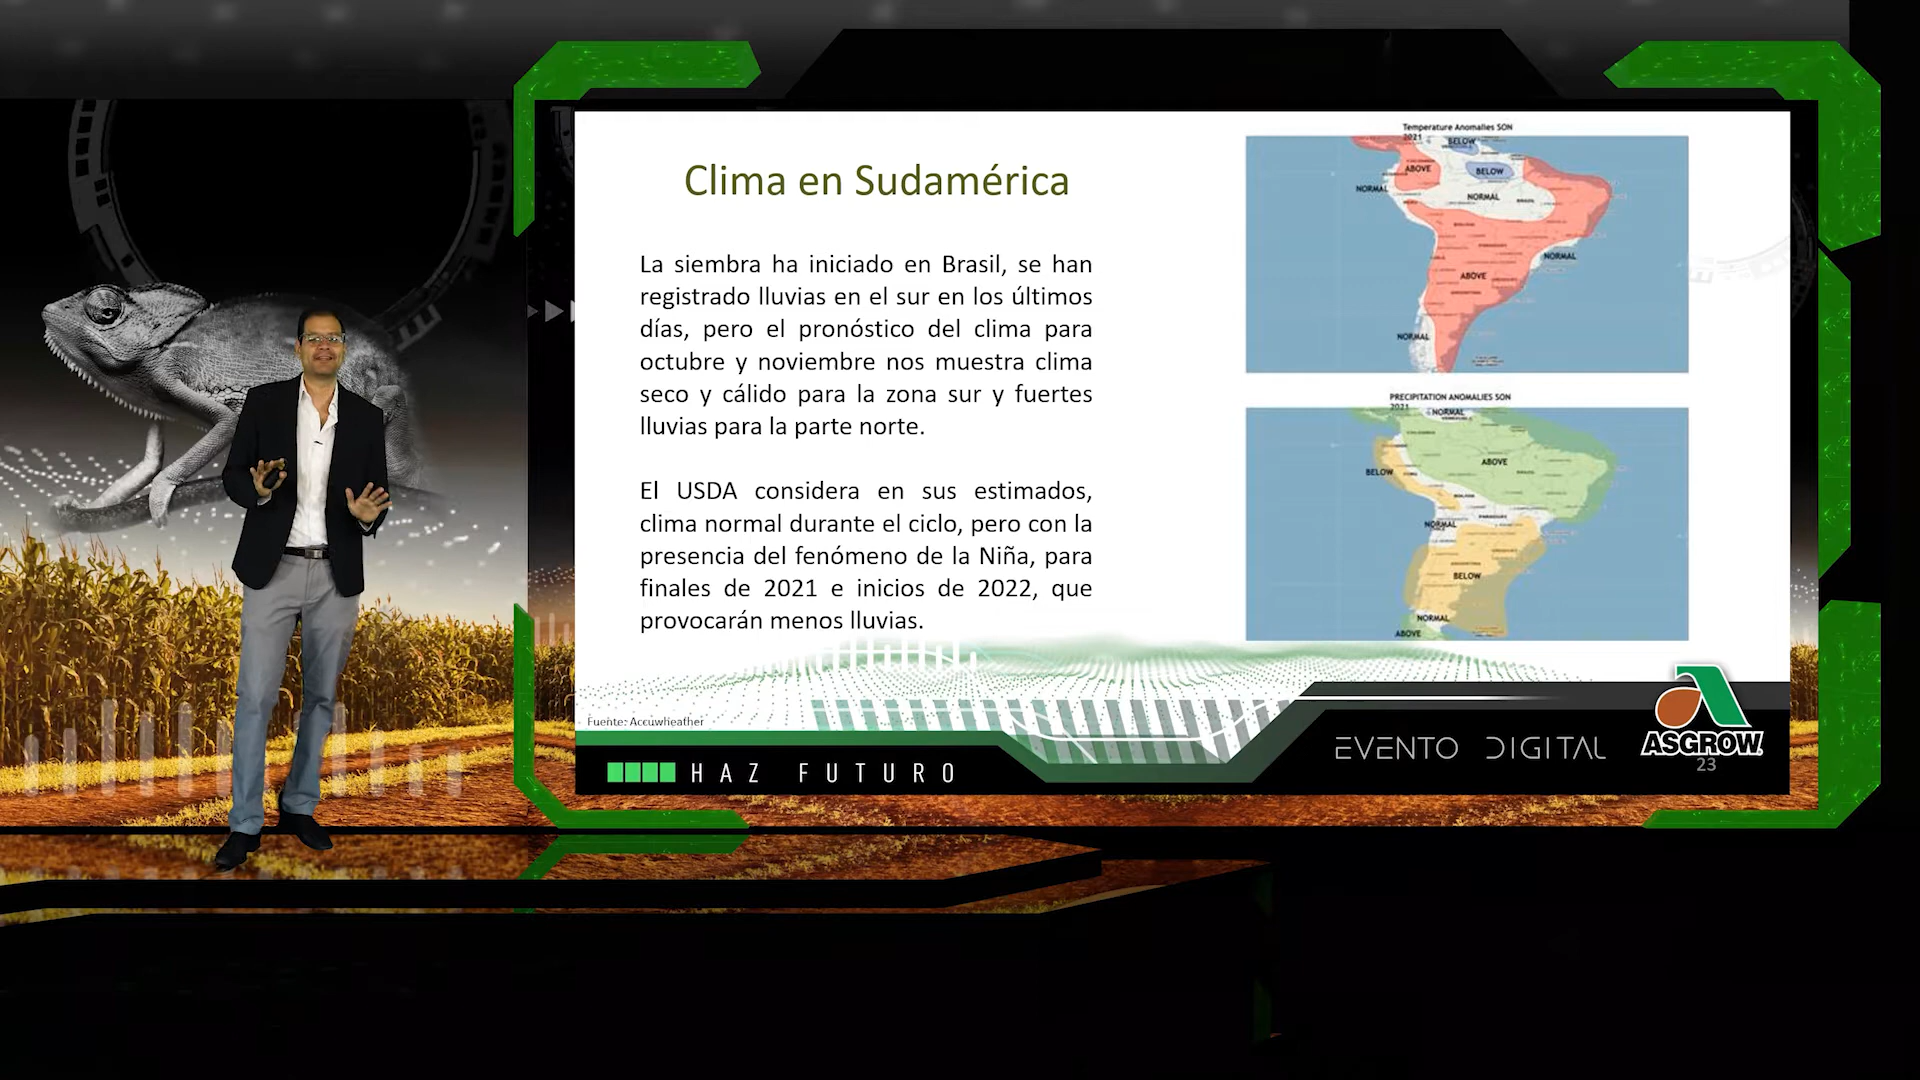 Clima en Sudamérica
La siembra ha iniciado en Brasil, se han
registrado lluvias en el sur en los últimos
días, pero el pronóstico del clima para
octubre y noviembre nos muestra clima
seco y cálido para la zona sur y fuertes
lluvias para la parte norte.
El USDA considera en sus estimados,
clima normal durante el ciclo, pero con la
presencia del fenómeno de la Niña, para
finales de 2021 e inicios de 2022, que
provocarán menos lluvias.
Fuente: Accuwheather
Temperature Anomalies SON
2021
BELOW
ABOVE
BELOW
NORMAL
NORMAL
BRASIL
NORMAL
ABOVE
NORMAL
PRECIPITATION ANOMALIES SON
2021
NORMAL
ABOVE
BELOW
NORMAL
BELOW
NORMAL
ABOVE
HAZ FUTURO
EVENTO DIGITAL
ASGROW
23